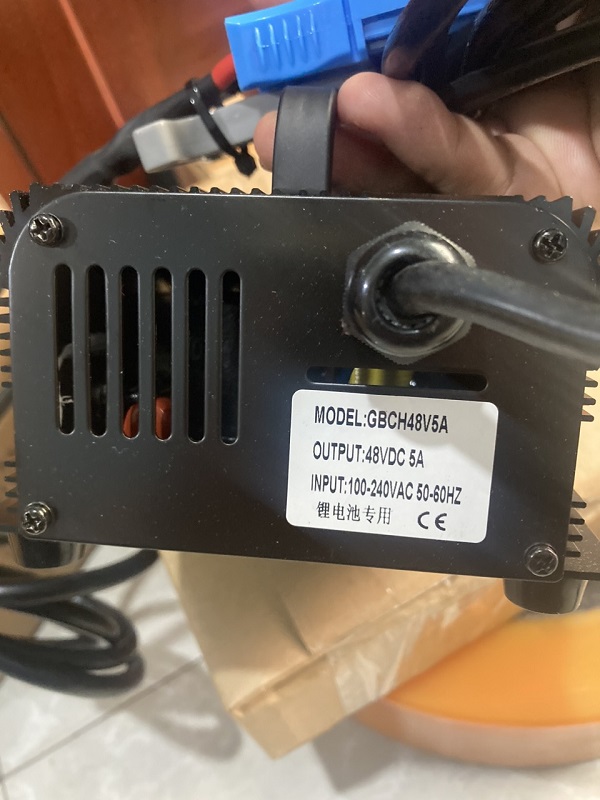 MODEL:GBCH48V5A
OUTPUT:48VDC 5A
INPUT:100-240VAC 50-60HZ
锂电池专用 CE